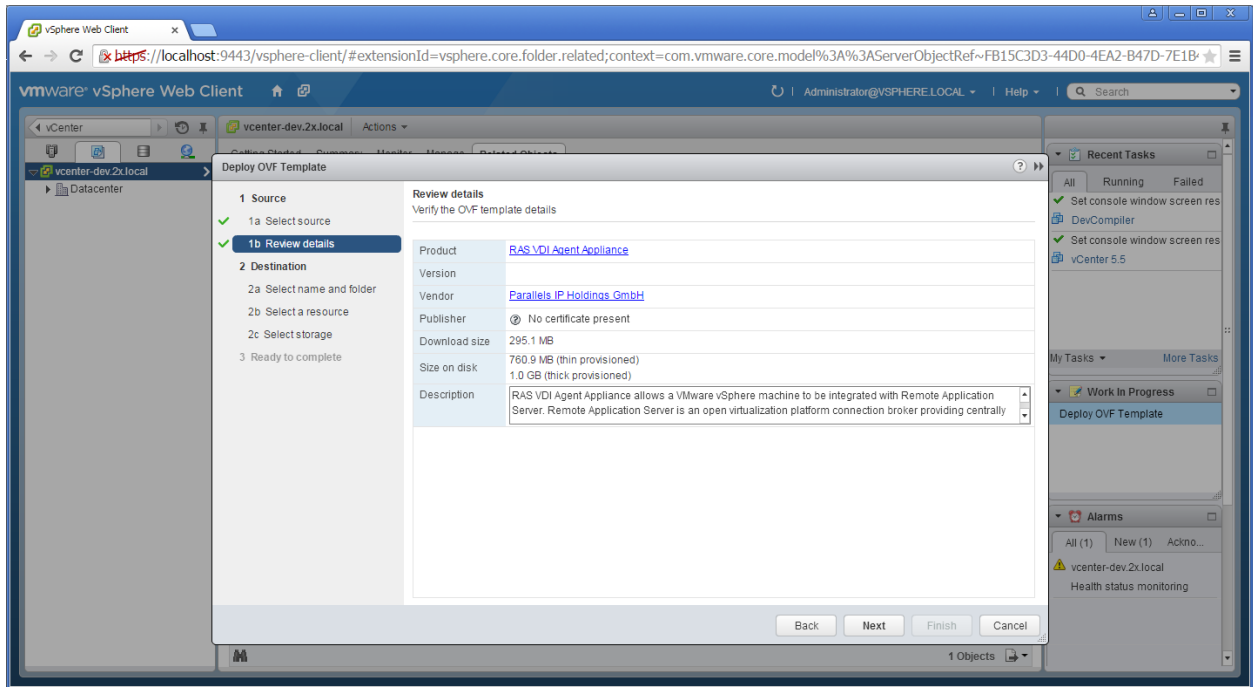 vSphere Web Client
https://localhost:9443/vsphere-client/#extensionId=vsphere.core.folder.related;context=com.vmware.core.model%3A%3AServerObjectRef~FB15C3D3-44D0-4EA2-B47D-7E1B
vmware® vSphere Web Client
Administrator@VSPHERE.LOCAL
Help
Search
vCenter
vcenter-dev.2x.local
Actions
Getting Started Summary Monitor Manage Related Objects
vcenter-dev.2x.local
Datacenter
Deploy OVF Template
1 Source
1a Select source
1b Review details
2 Destination
2a Select name and folder
2b Select a resource
2c Select storage
3 Ready to complete
Review details
Verify the OVF template details
Product RAS VDI Agent Appliance
Version
Vendor Parallels IP Holdings GmbH
Publisher No certificate present
Download size 295.1 MB
Size on disk 760.9 MB (thin provisioned)
1.0 GB (thick provisioned)
Description RAS VDI Agent Appliance allows a VMware vSphere machine to be integrated with Remote Application
Server. Remote Application Server is an open virtualization platform connection broker providing centrally
Back Next Finish Cancel
1 Objects
Recent Tasks
All Running Failed
Set console window screen res
DevCompiler
Set console window screen res
vCenter 5.5
My Tasks More Tasks
Work In Progress
Deploy OVF Template
Alarms
All (1) New (1) Ackno...
vcenter-dev.2x.local
Health status monitoring